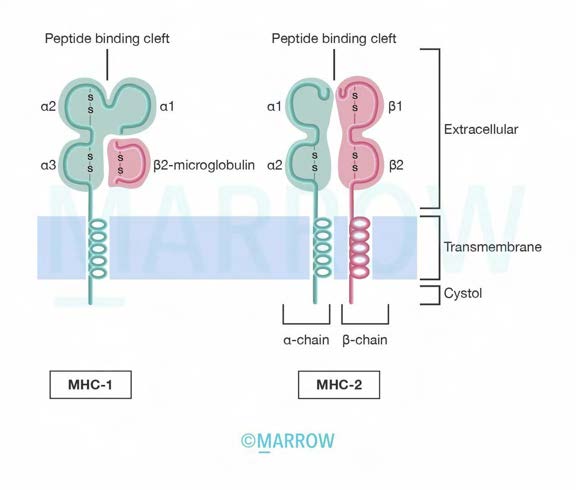 Peptide binding cleft
Peptide binding cleft
α2
S
S
α1
α3
S
S
S
S
β2-microglobulin
α1
S
S
β1
α2
S
S
S
S
β2
Extracellular
Transmembrane
Cystol
α-chain
β-chain
MHC-1
MHC-2
MARROW
©MARROW